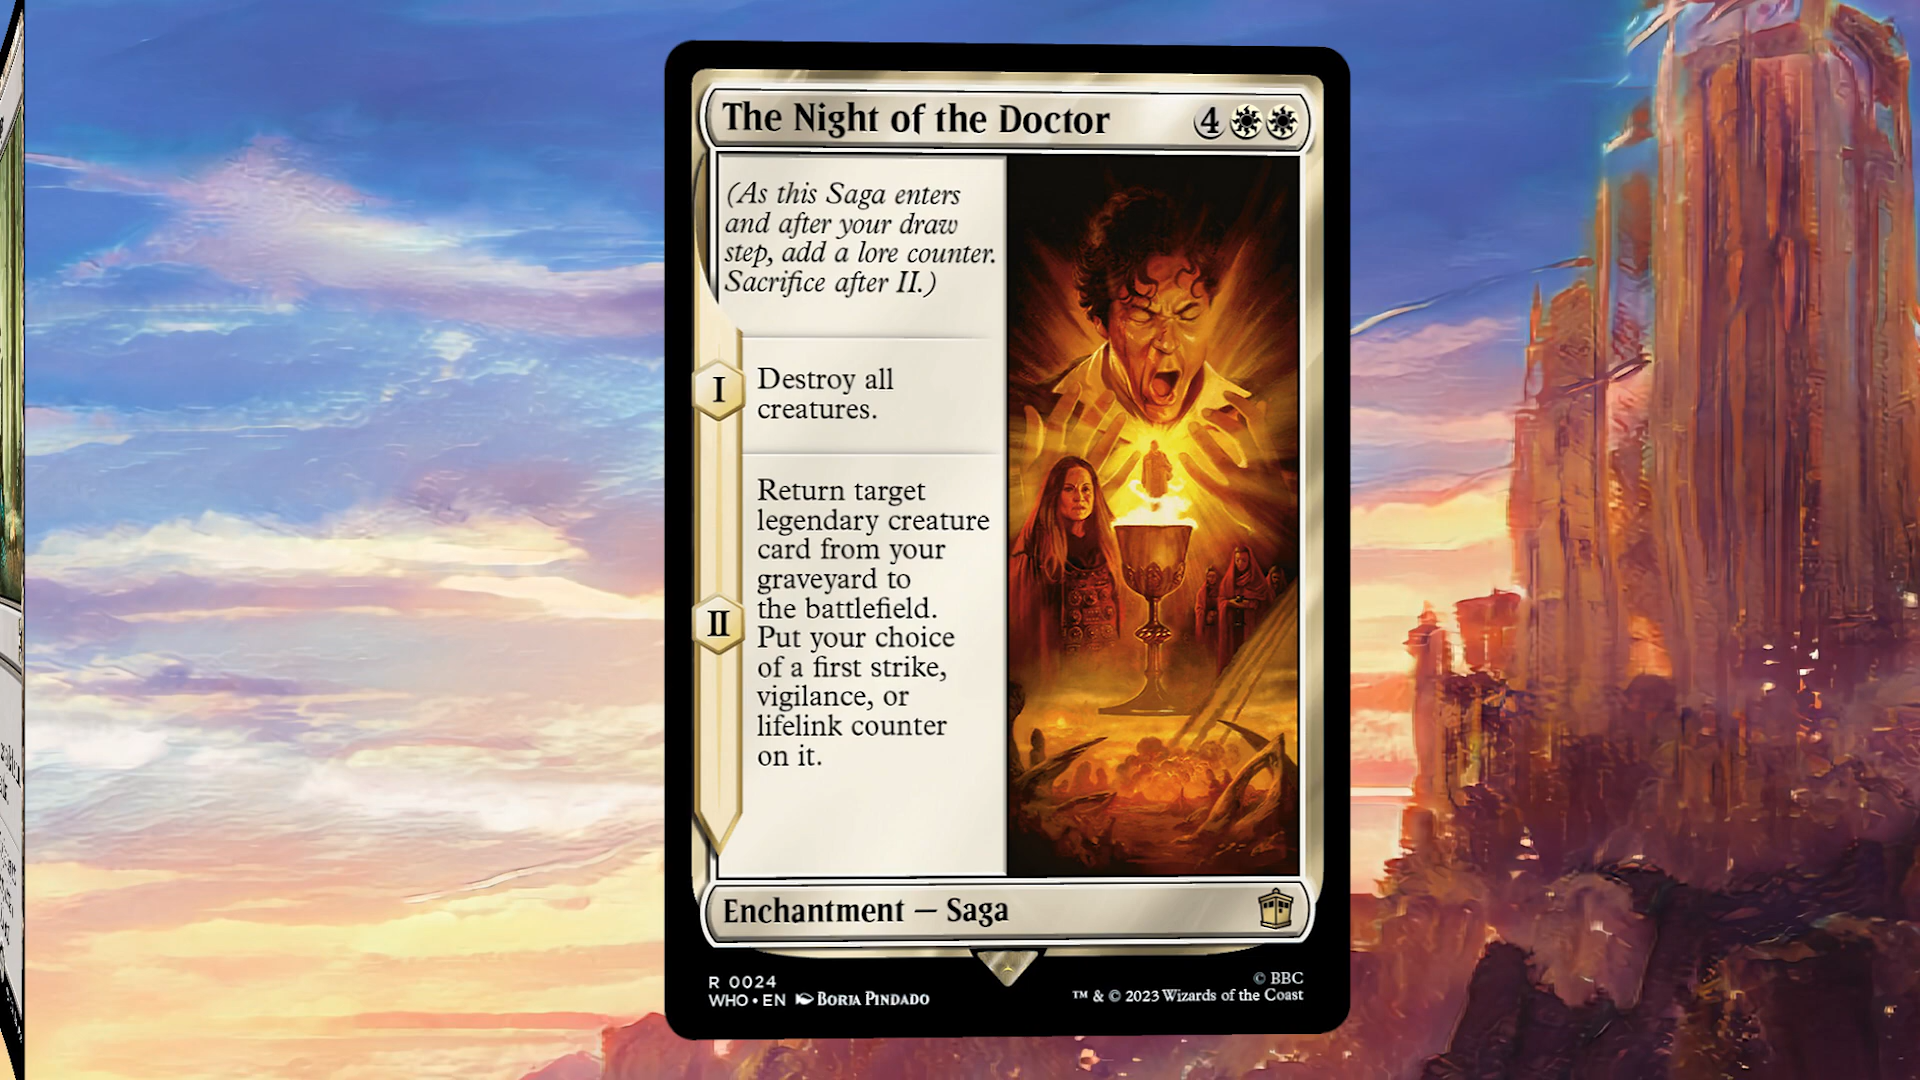 The Night of the Doctor 4
(As this Saga enters
and after your draw
step, add a lore counter.
Sacrifice after II.)
I
Destroy all
creatures.
II
Return target
legendary creature
card from your
graveyard to
the battlefield.
Put your choice
of a first strike,
vigilance, or
lifelink counter
on it.
Enchantment — Saga
R 0024
WHO • EN Borja Pindado
© BBC
™ & © 2023 Wizards of the Coast